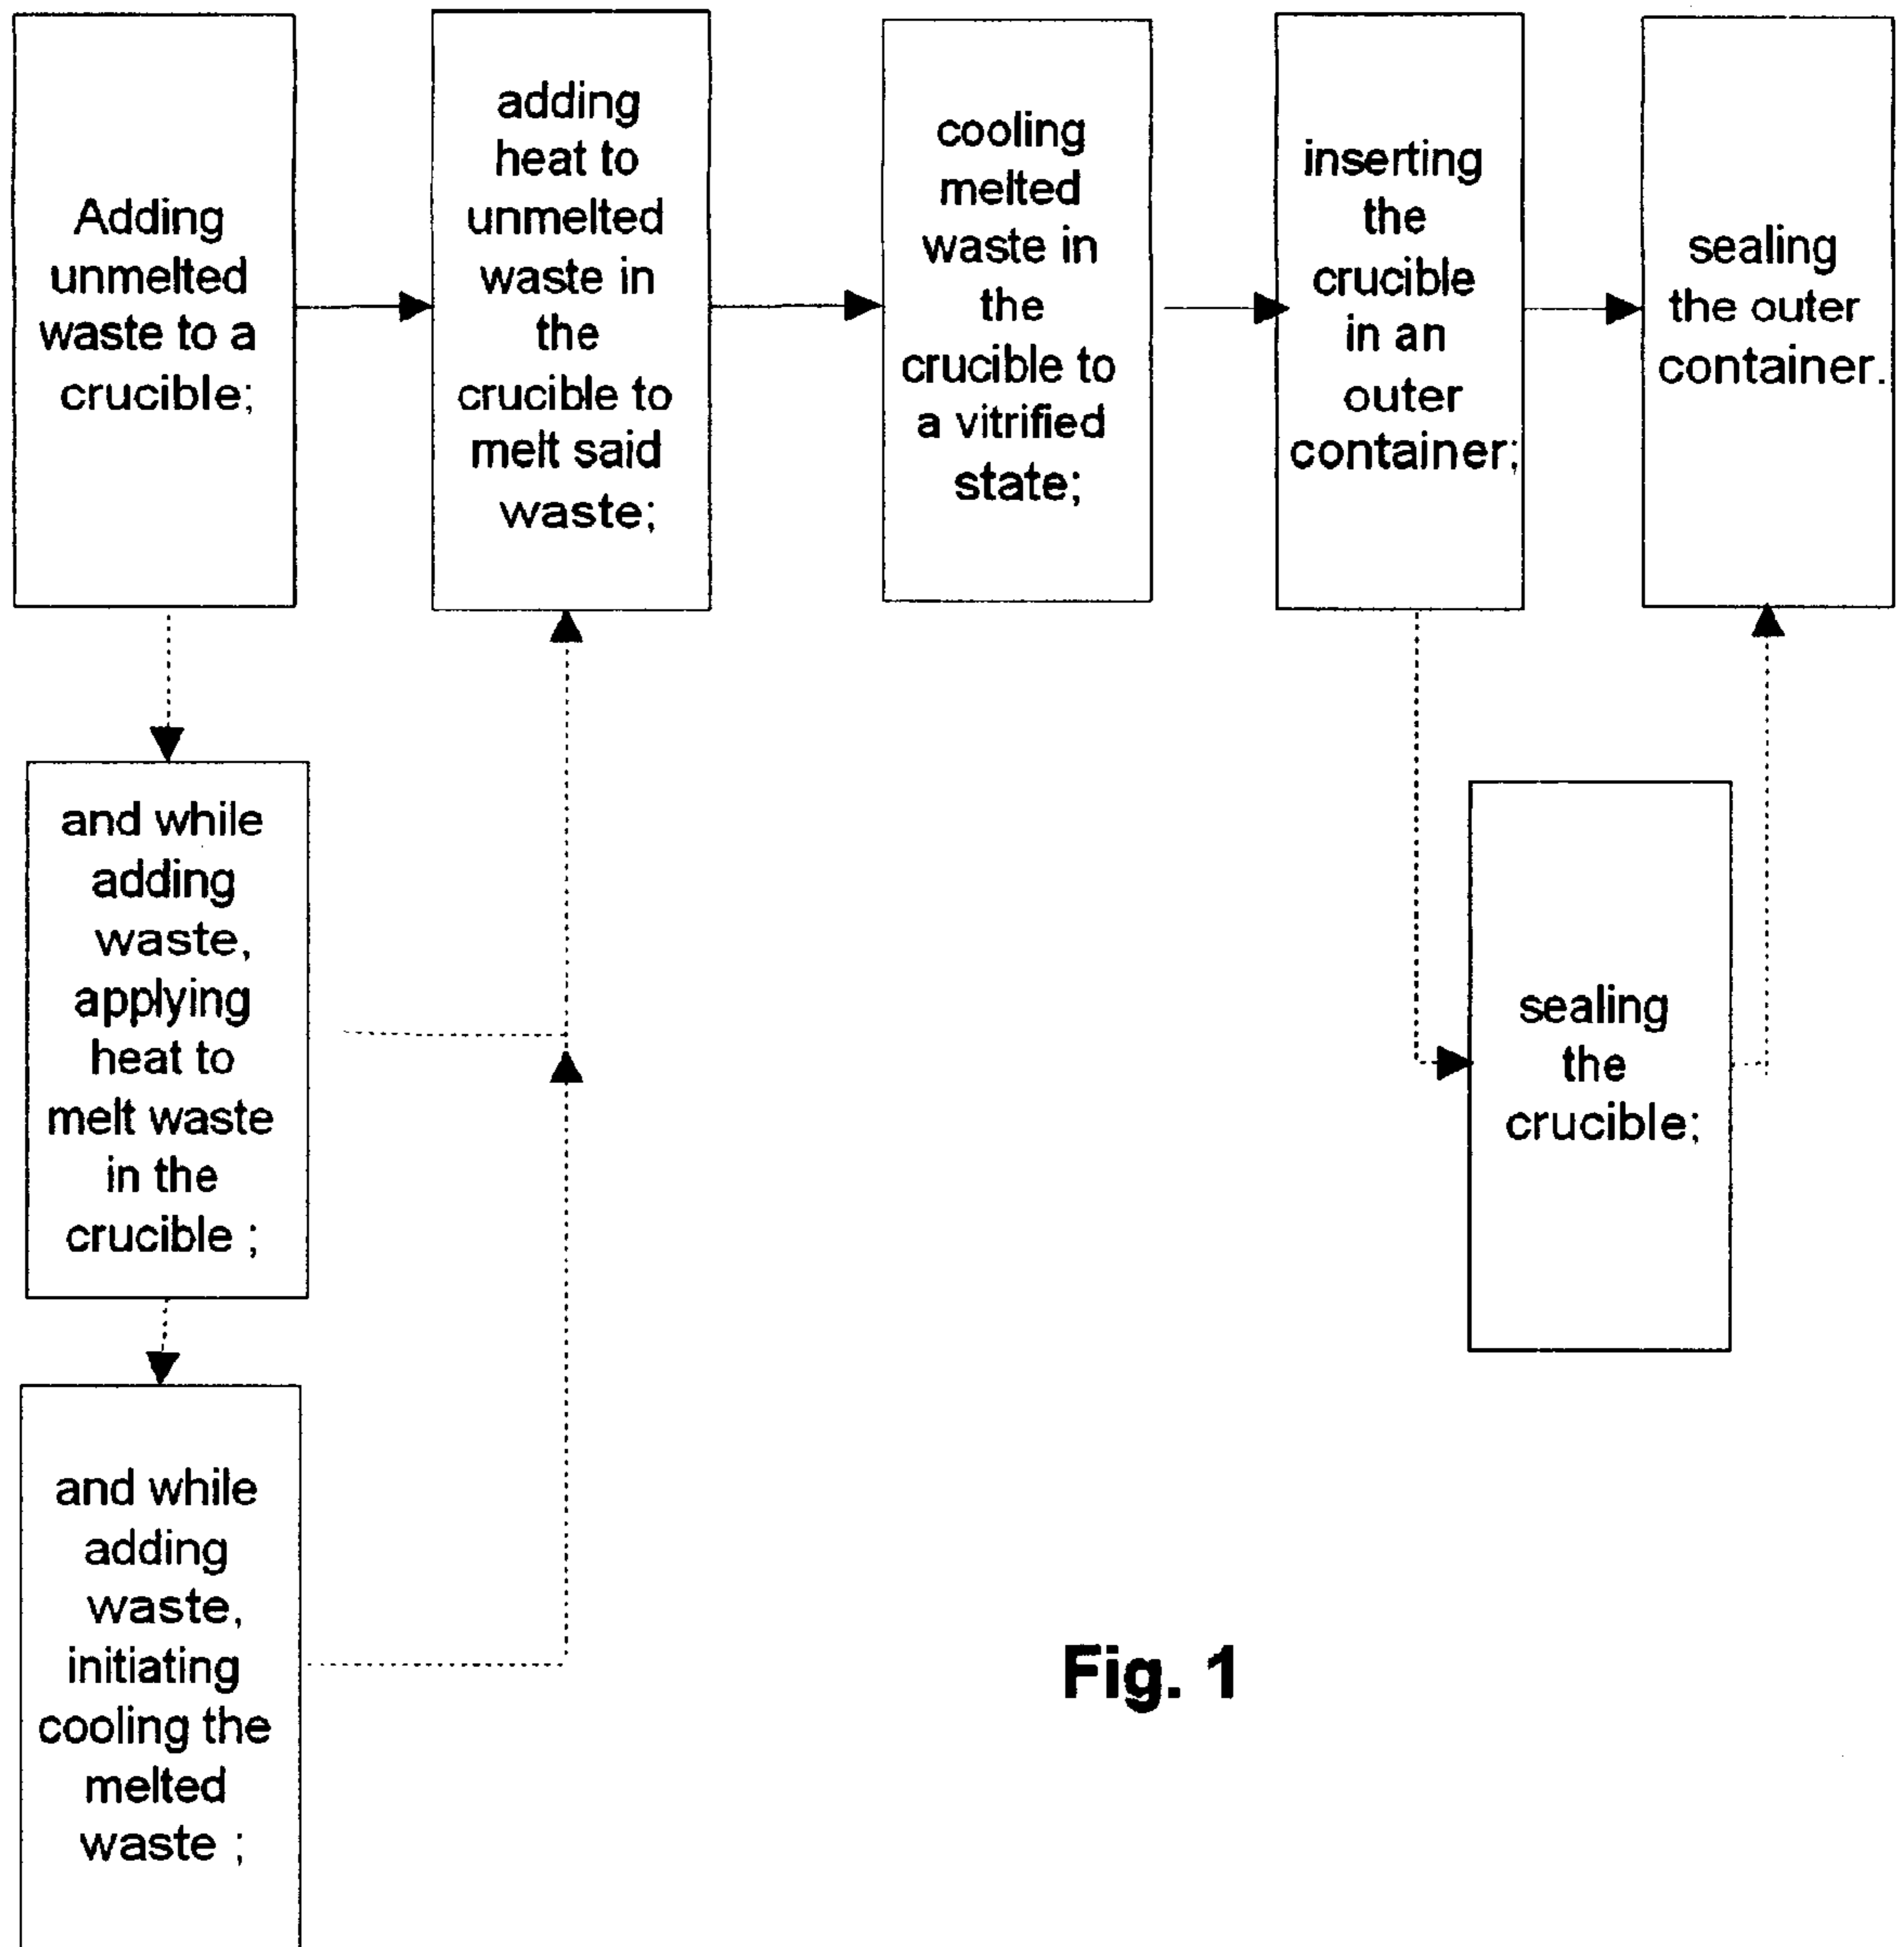 Adding
unmelted
waste to a
crucible;
adding
heat to
unmelted
waste in
the
crucible to
melt said
waste;
cooling
melted
waste in
the
crucible to
a vitrified
state;
inserting
the
crucible
in an
outer
container;
sealing
the outer
container.
and while
adding
waste,
applying
heat to
melt waste
in the
crucible ;
sealing
the
crucible;
and while
adding
waste,
initiating
cooling the
melted
waste ;
Fig. 1